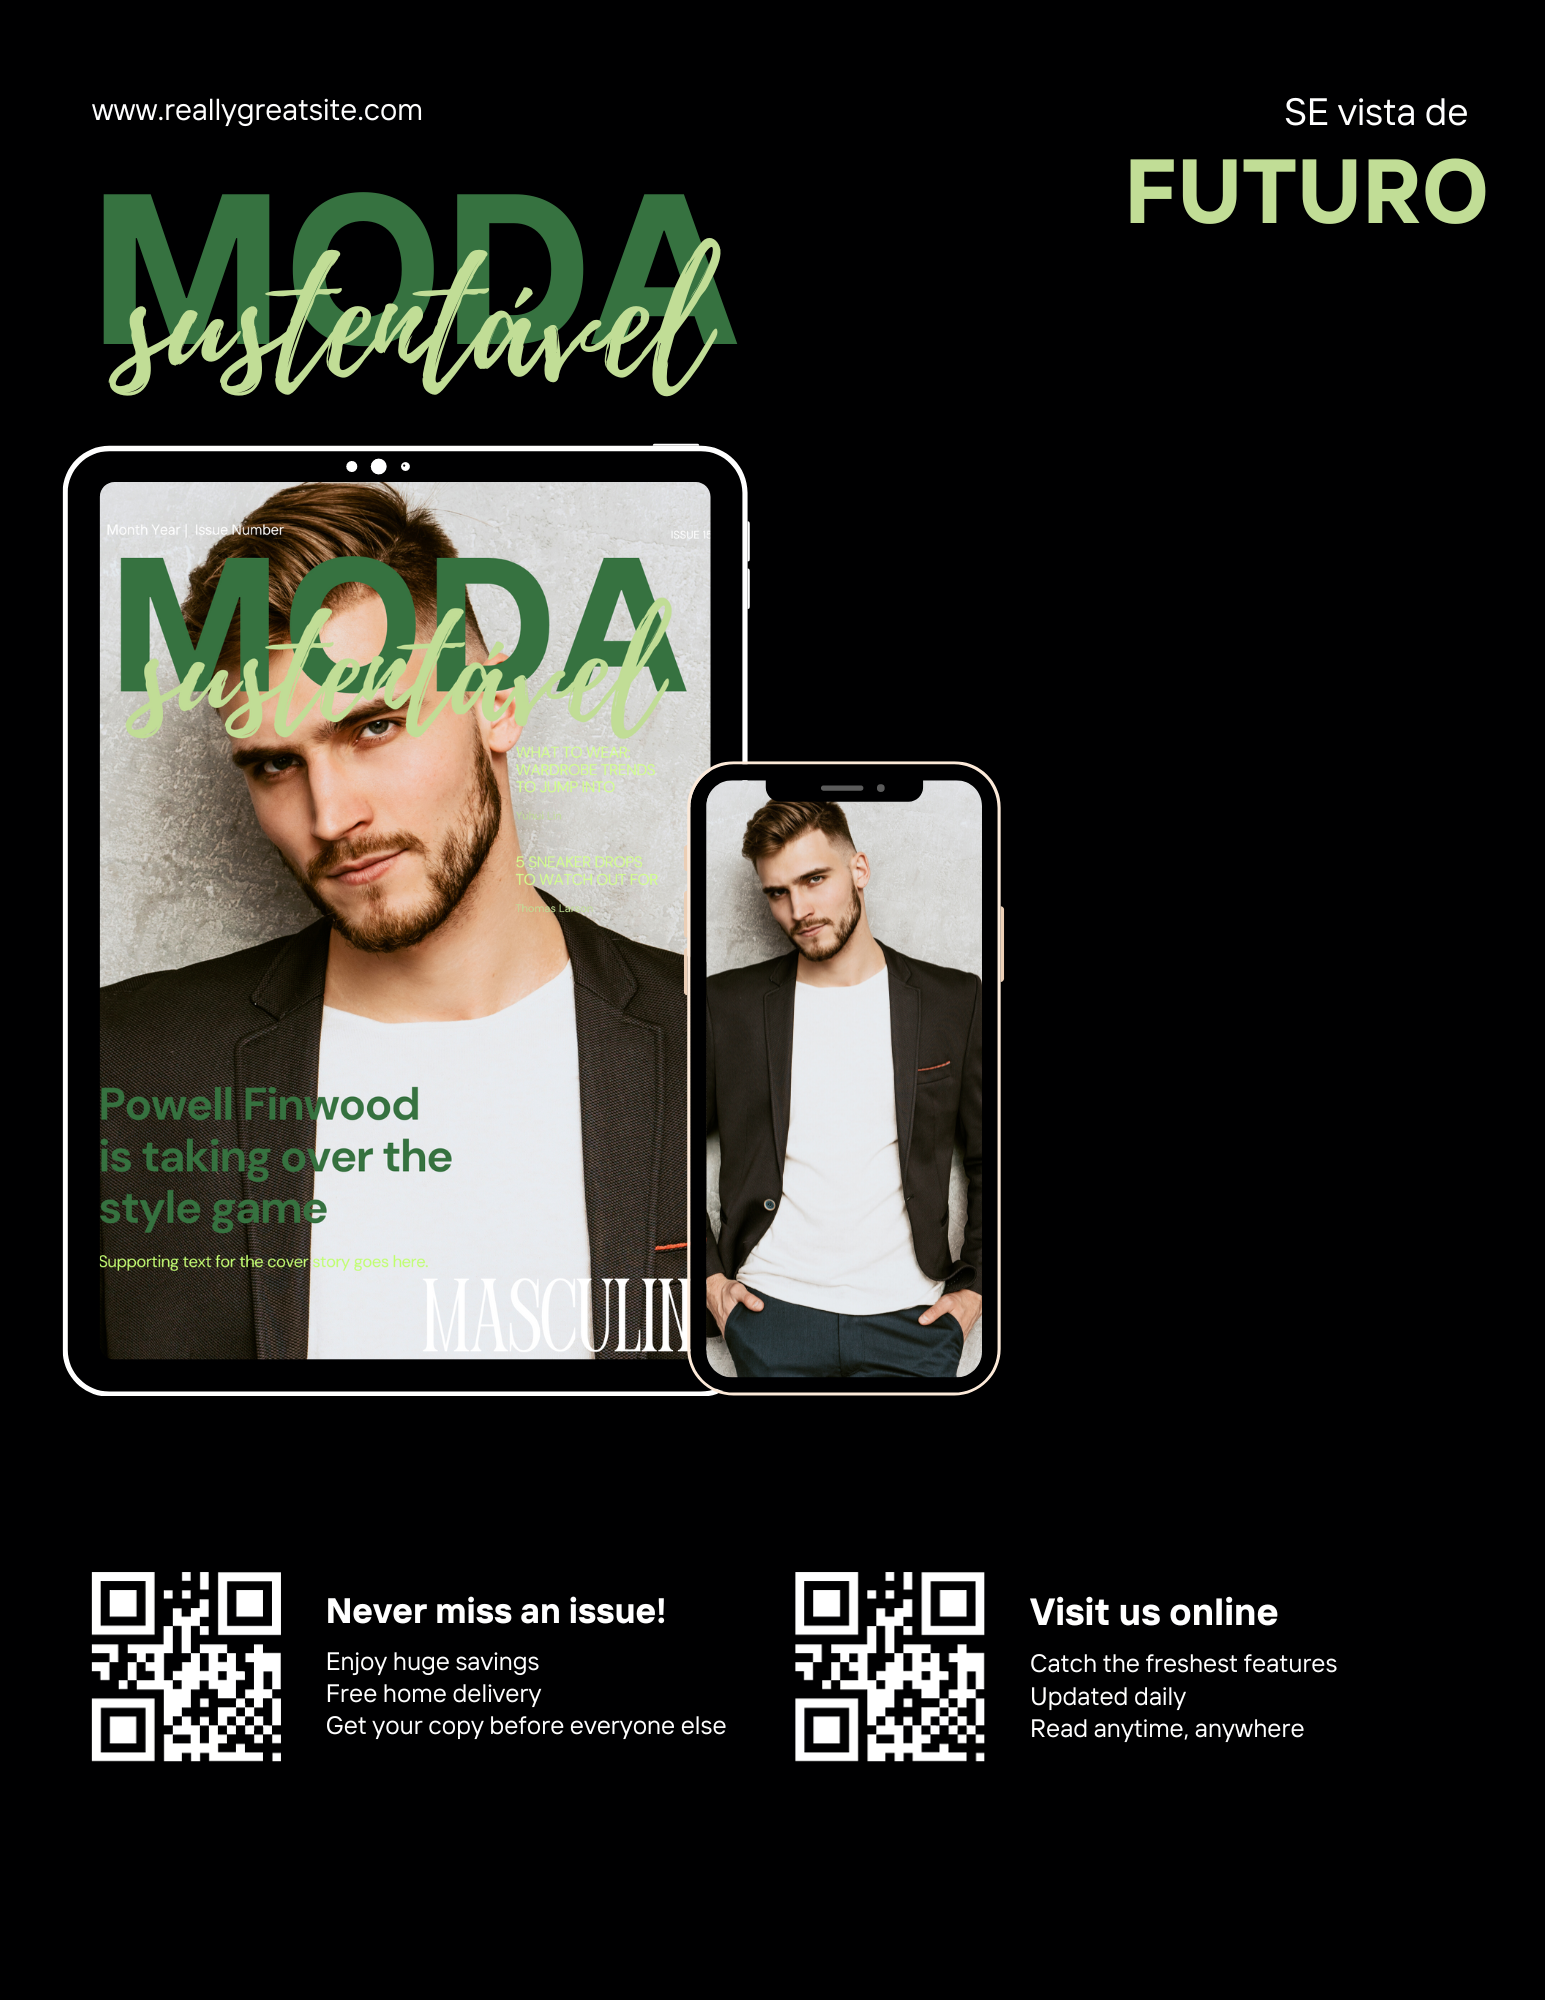 www.reallygreatsite.com
SE vista de
FUTURO
MODA
sustentável
Month Year | Issue Number
ISSUE
MODA
sustentável
WHAT TO WEAR
WARDROBE TRENDS
TO JUMP INTO
5 SNEAKER DROPS
TO WATCH OUT FOR
Thomas
Powell Finwood
is taking over the
style game
Supporting text for the cover story goes here.
MASCULIN
Never miss an issue!
Enjoy huge savings
Free home delivery
Get your copy before everyone else
Visit us online
Catch the freshest features
Updated daily
Read anytime, anywhere